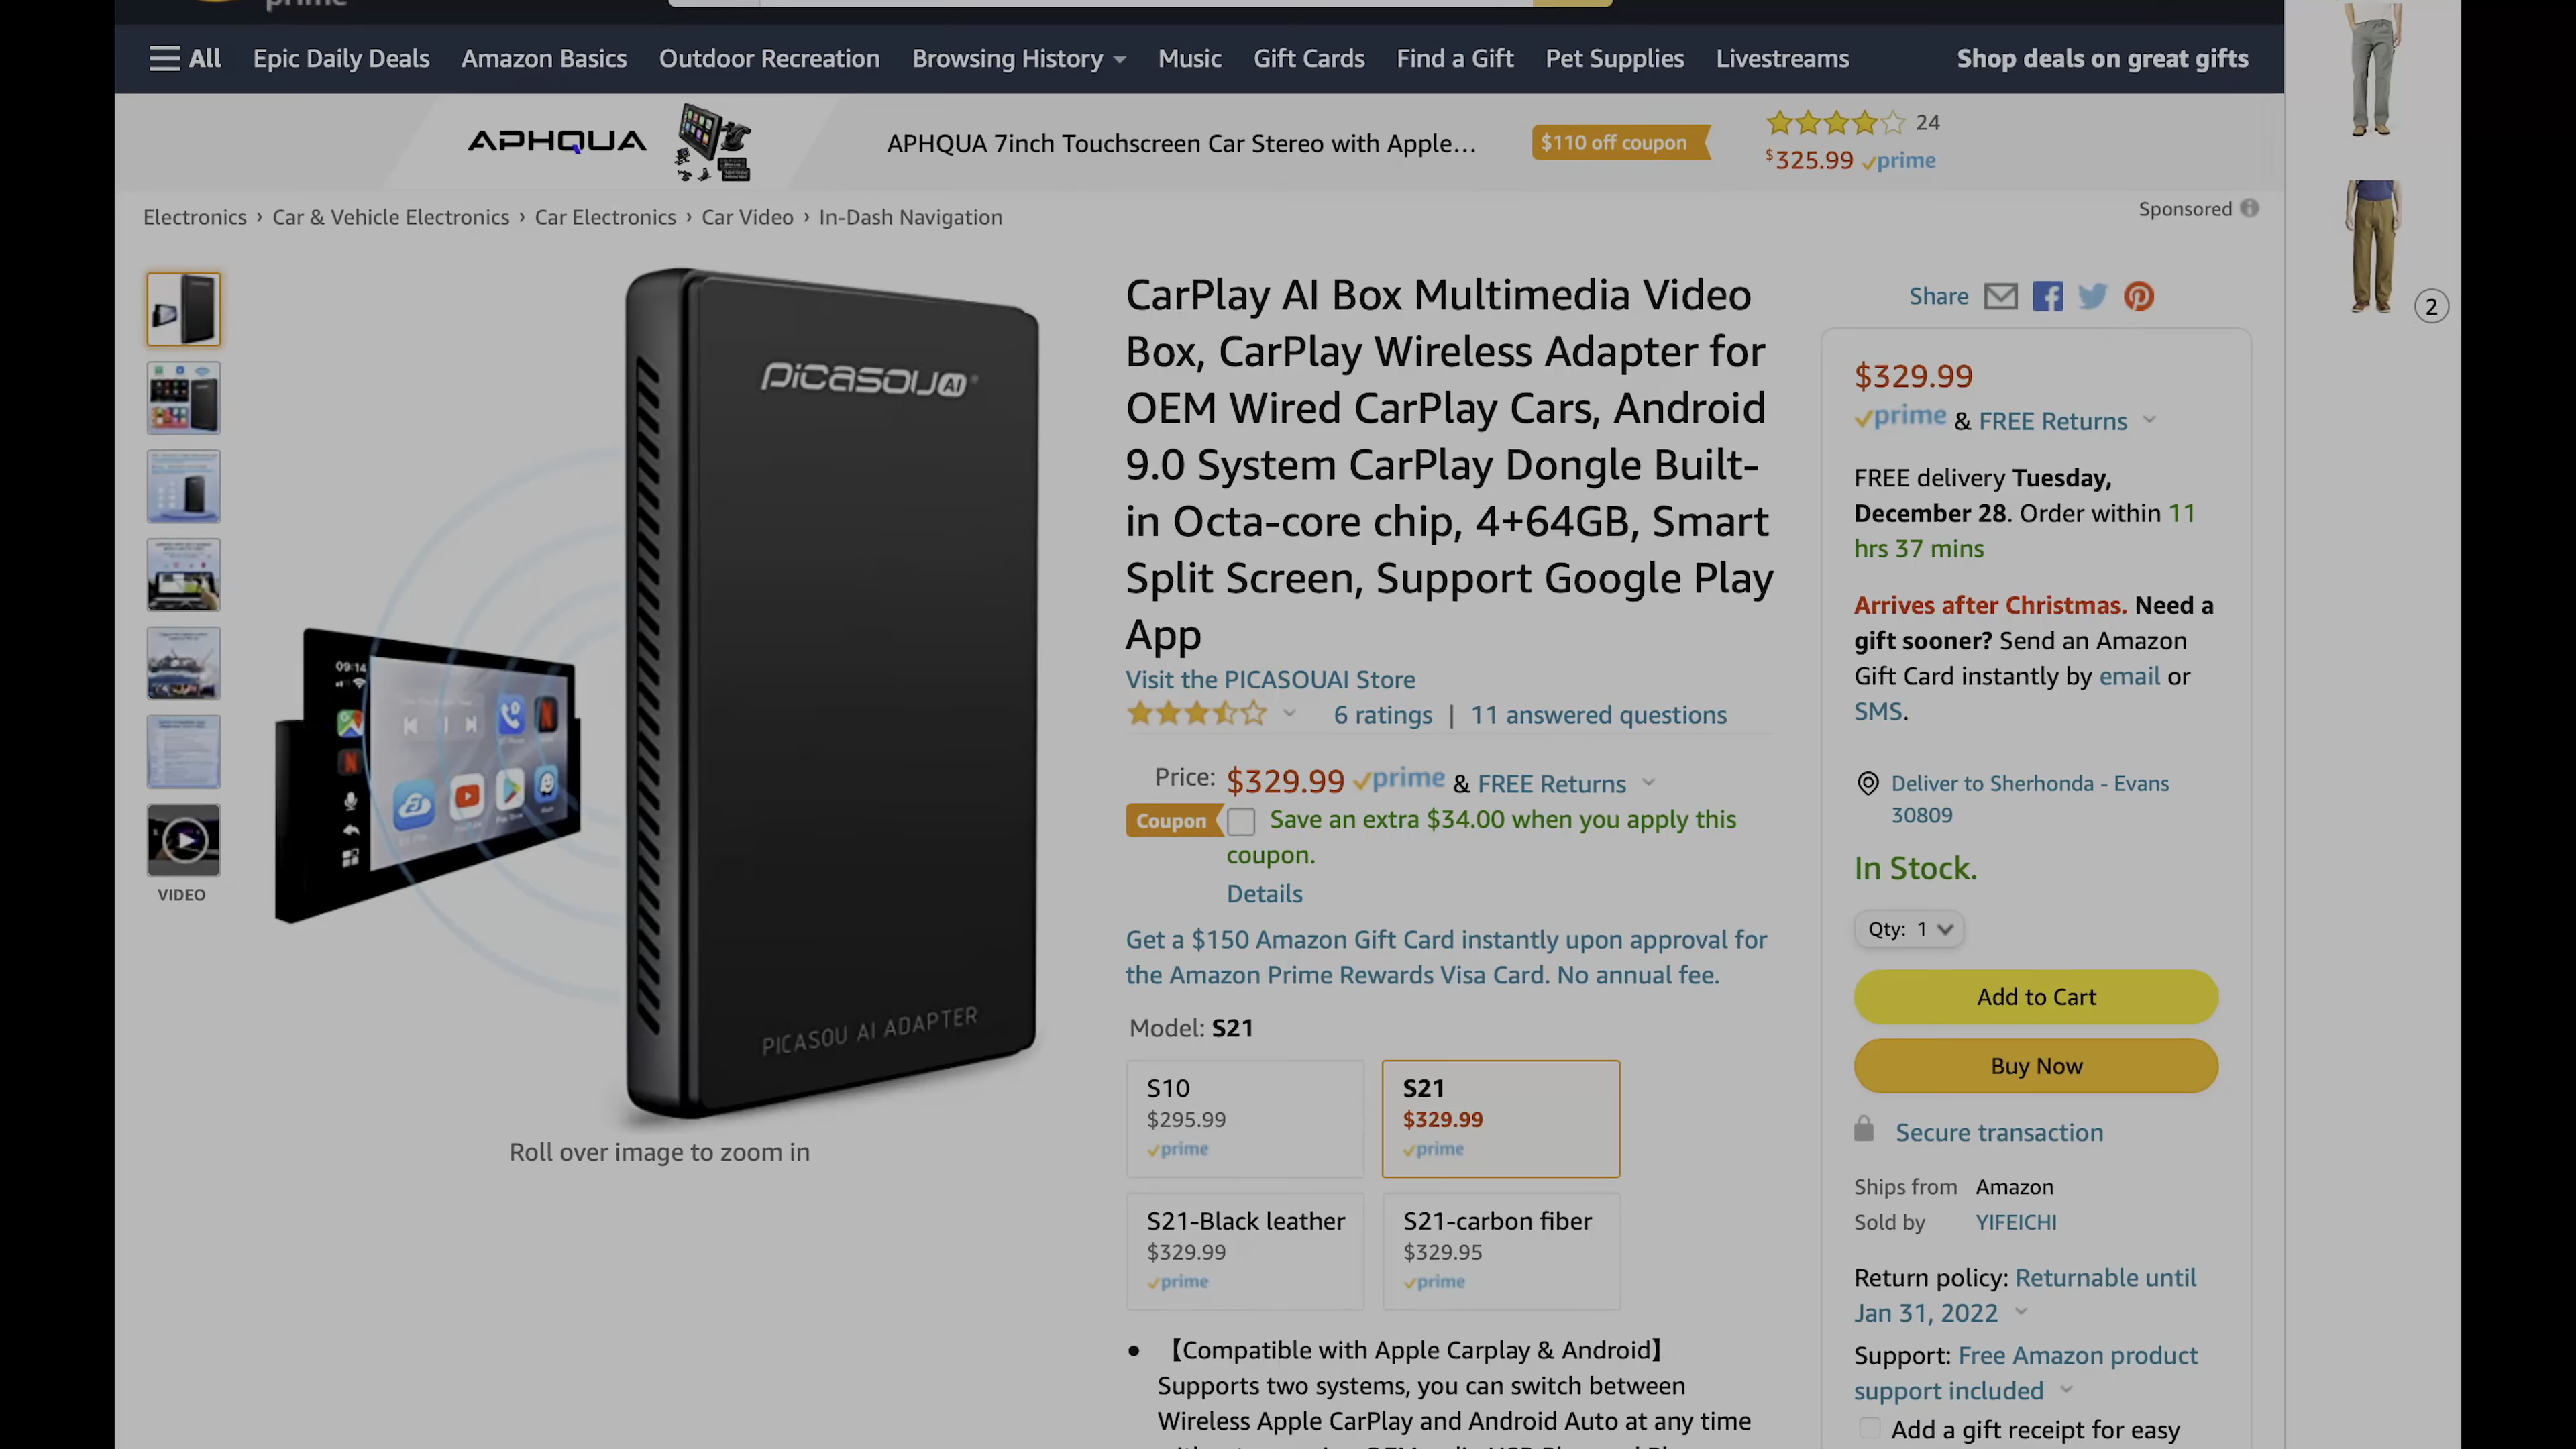 prime
All Epic Daily Deals Amazon Basics Outdoor Recreation Browsing History Music Gift Cards Find a Gift Pet Supplies Livestreams Shop deals on great gifts
APHQUA APHQUA 7inch Touchscreen Car Stereo with Apple... $110 off coupon 24
$325.99 prime
Sponsored
Electronics › Car & Vehicle Electronics › Car Electronics › Car Video › In-Dash Navigation
picasou AI
09:14
PICASOU AI ADAPTER
VIDEO
Roll over image to zoom in
CarPlay AI Box Multimedia Video
Box, CarPlay Wireless Adapter for
OEM Wired CarPlay Cars, Android
9.0 System CarPlay Dongle Built-
in Octa-core chip, 4+64GB, Smart
Split Screen, Support Google Play
App
Visit the PICASOUAI Store
6 ratings | 11 answered questions
Price: $329.99 prime & FREE Returns
Coupon Save an extra $34.00 when you apply this
coupon.
Details
Get a $150 Amazon Gift Card instantly upon approval for
the Amazon Prime Rewards Visa Card. No annual fee.
Model: S21
S10
$295.99
prime
S21
$329.99
prime
S21-Black leather
$329.99
prime
S21-carbon fiber
$329.95
prime
● 【Compatible with Apple Carplay & Android】
Supports two systems, you can switch between
Wireless Apple CarPlay and Android Auto at any time
Share
$329.99
prime & FREE Returns
FREE delivery Tuesday,
December 28. Order within 11
hrs 37 mins
Arrives after Christmas. Need a
gift sooner? Send an Amazon
Gift Card instantly by email or
SMS.
Deliver to Sherhonda - Evans
30809
In Stock.
Qty: 1
Add to Cart
Buy Now
Secure transaction
Ships from Amazon
Sold by YIFEICHI
Return policy: Returnable until
Jan 31, 2022
Support: Free Amazon product
support included
Add a gift receipt for easy
2